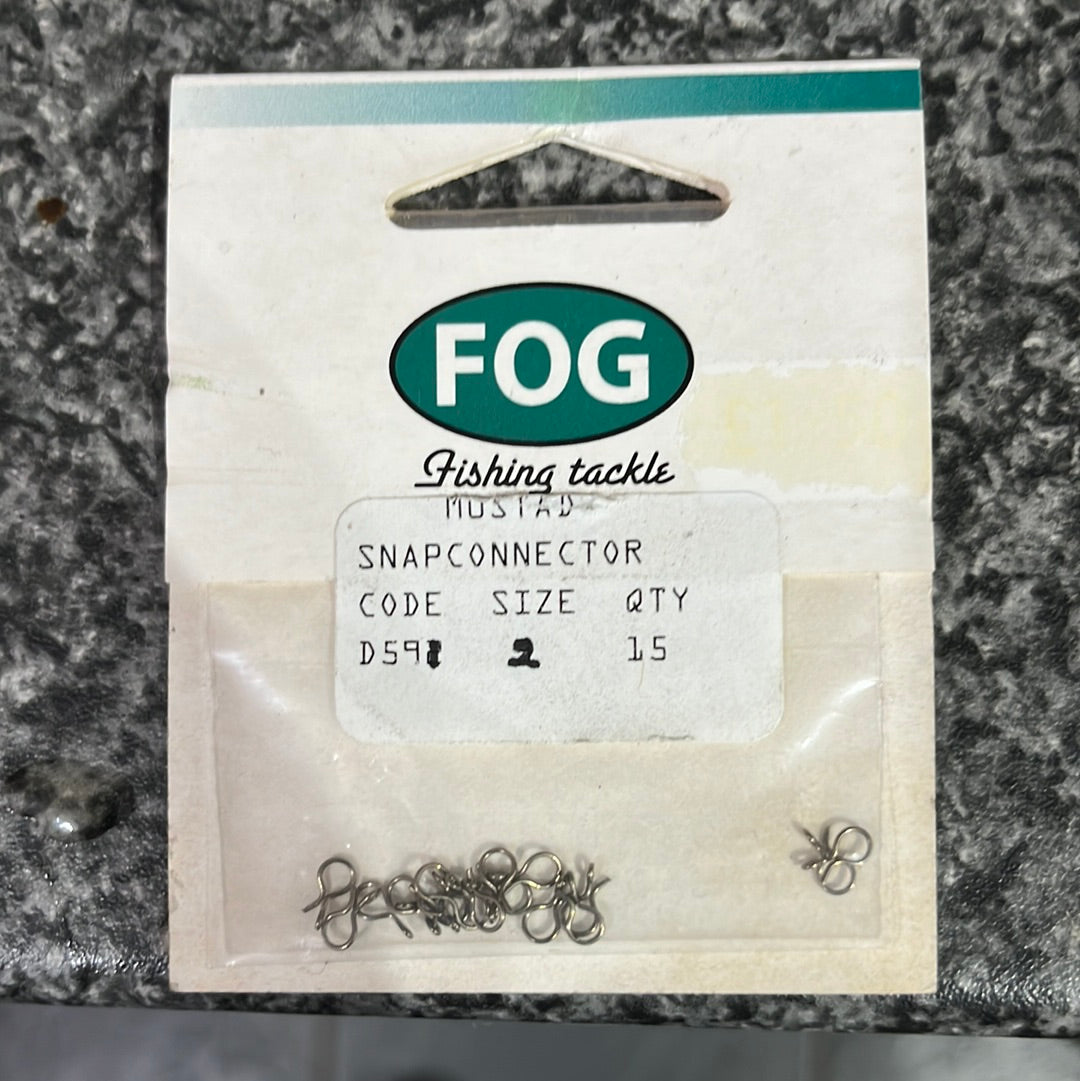 FOG
Fishing tackle
MUSTAD
SNAPCONNECTOR
CODE SIZE QTY
D59 2 15